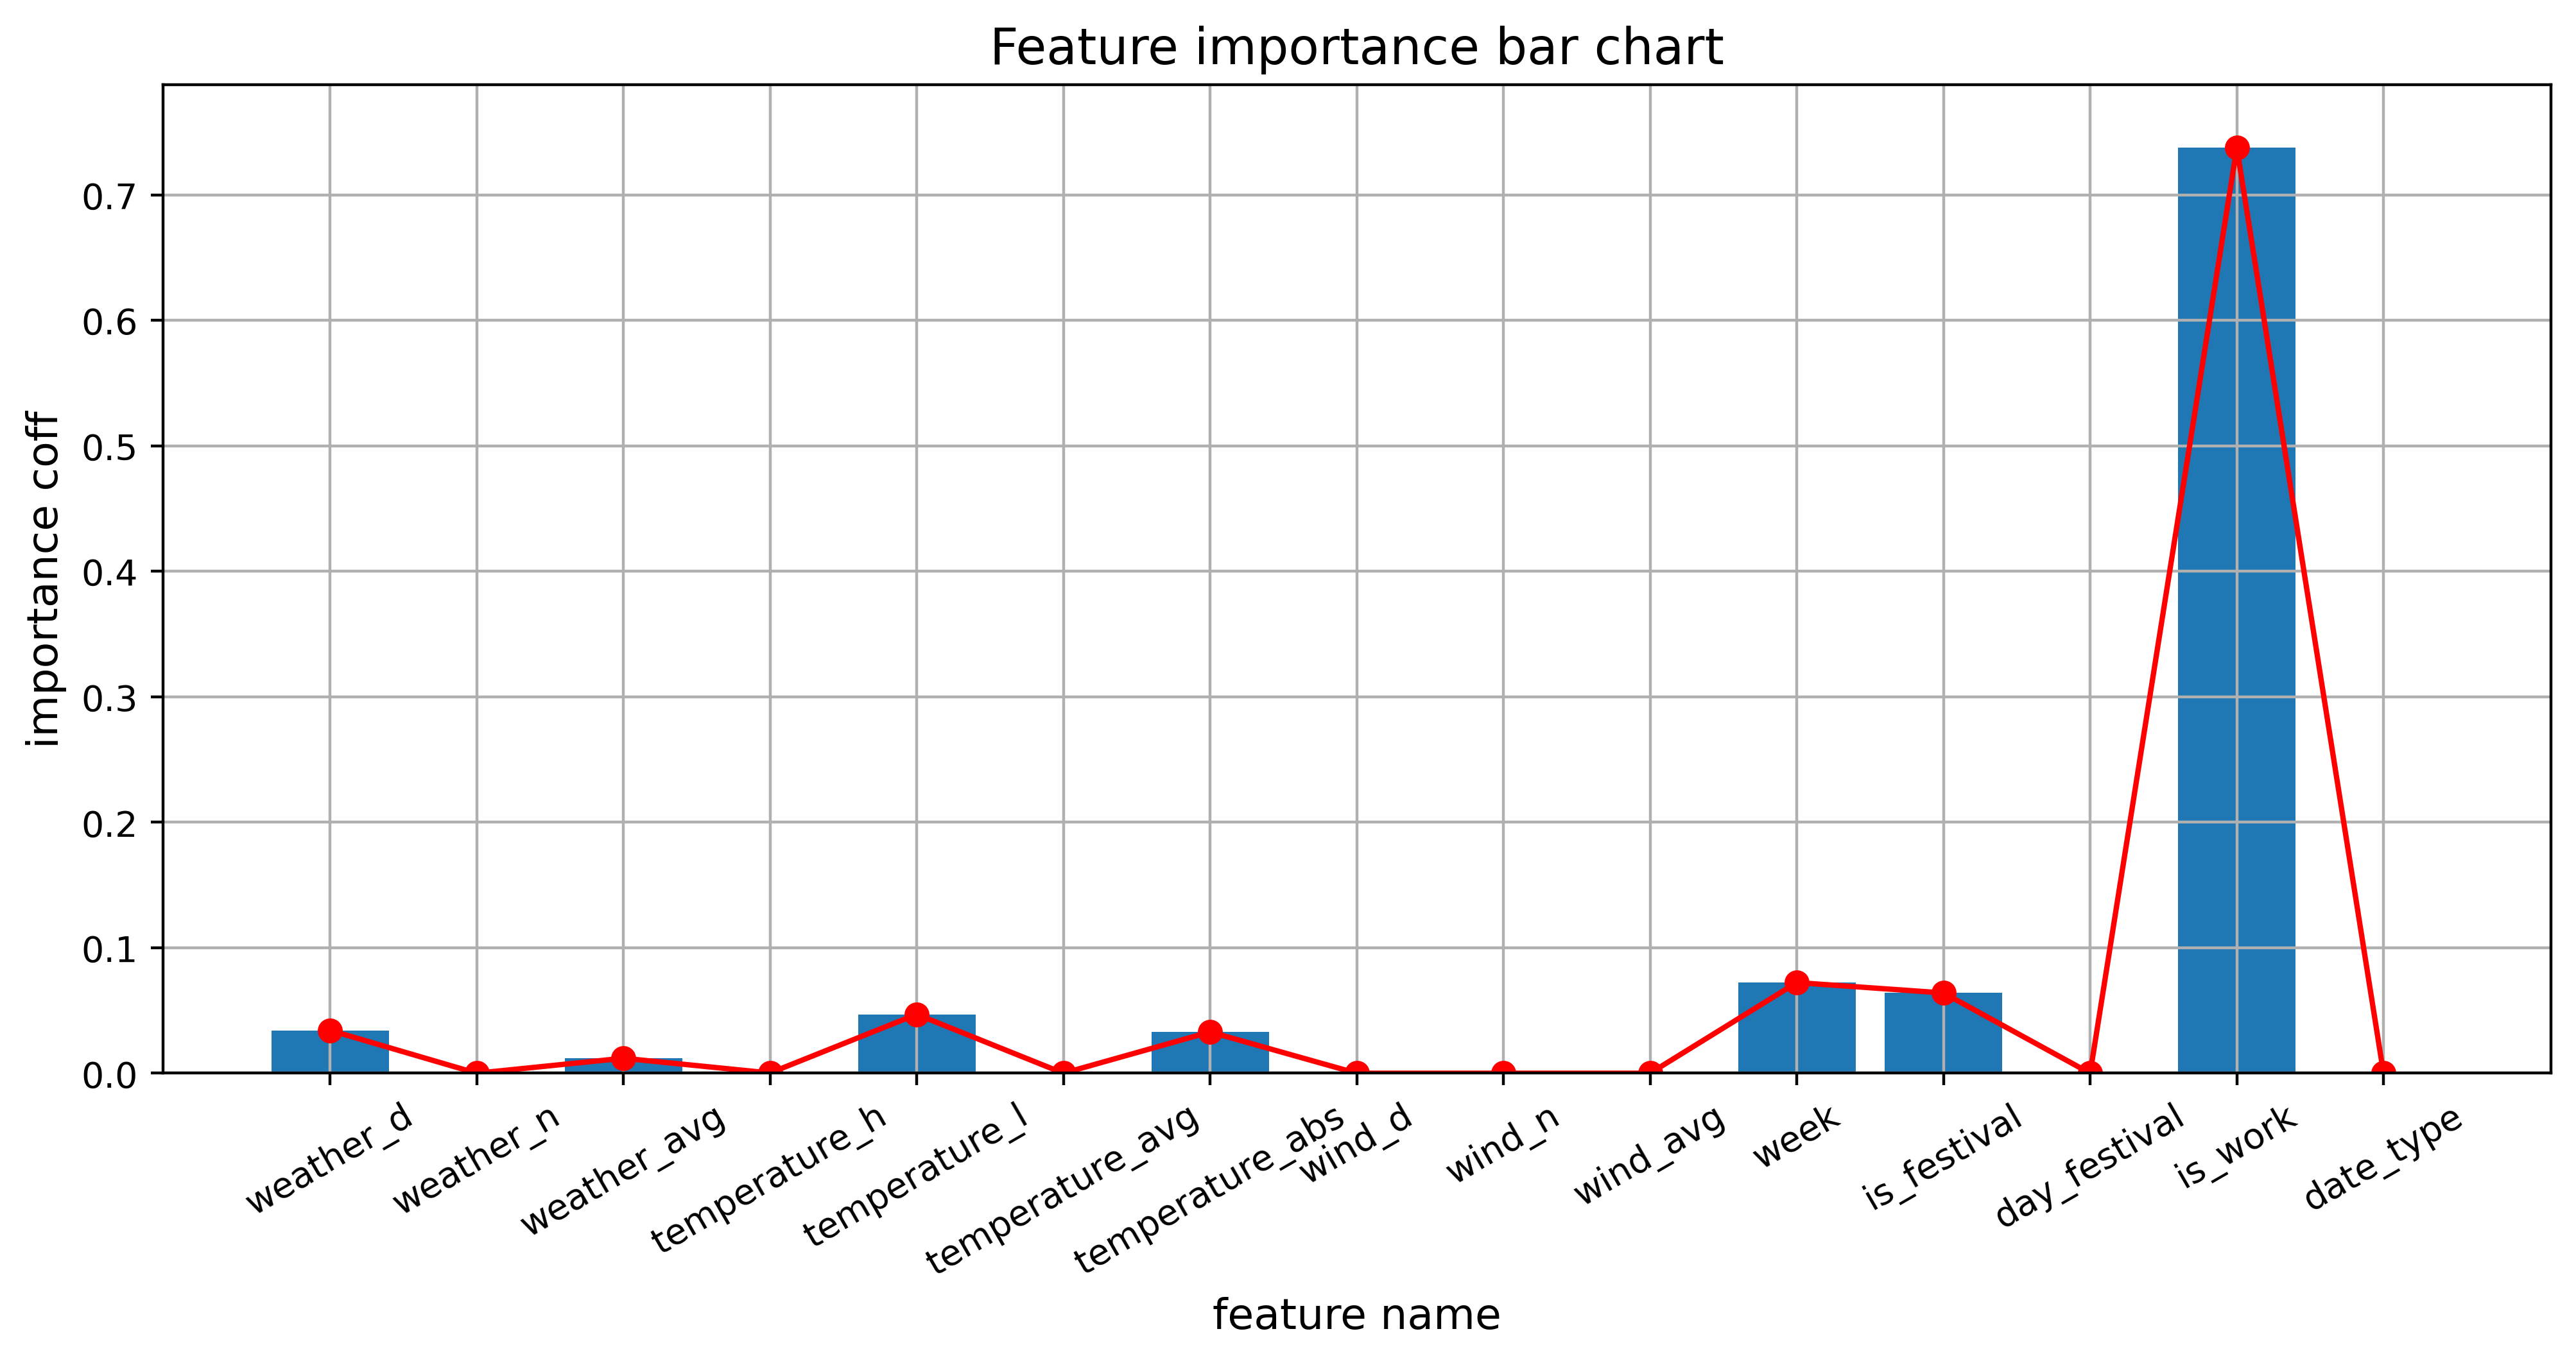 Feature importance bar chart
importance coff
0.7
0.6
0.5
0.4
0.3
0.2
0.1
0.0
weather_d
weather_n
weather_avg
temperature_h
temperature_l
temperature_avg
temperature_abs
wind_d
wind_n
wind_avg
week
is_festival
day_festival
is_work
date_type
feature name